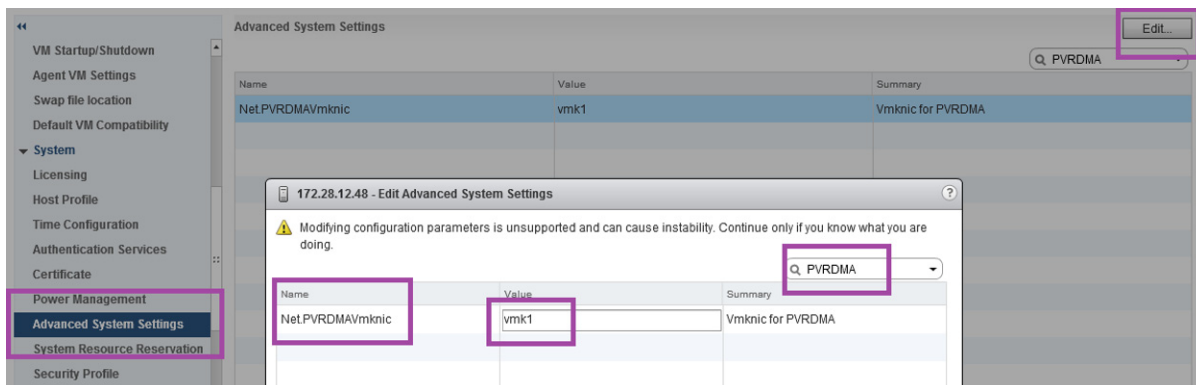 Advanced System Settings
Edit...
PVRDMA
VM Startup/Shutdown
Agent VM Settings
Swap file location
Default VM Compatibility
System
Licensing
Host Profile
Time Configuration
Authentication Services
Certificate
Power Management
Advanced System Settings
System Resource Reservation
Security Profile
Name Value Summary
Net.PVRDMAVmknic vmk1 Vmknic for PVRDMA
172.28.12.48 - Edit Advanced System Settings
?
Modifying configuration parameters is unsupported and can cause instability. Continue only if you know what you are
doing.
PVRDMA
Name Value Summary
Net.PVRDMAVmknic vmk1 Vmknic for PVRDMA